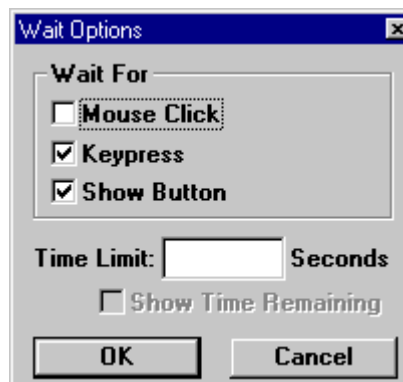 Wait Options
Wait For
Mouse Click
Keypress
Show Button
Time Limit: Seconds
Show Time Remaining
OK Cancel